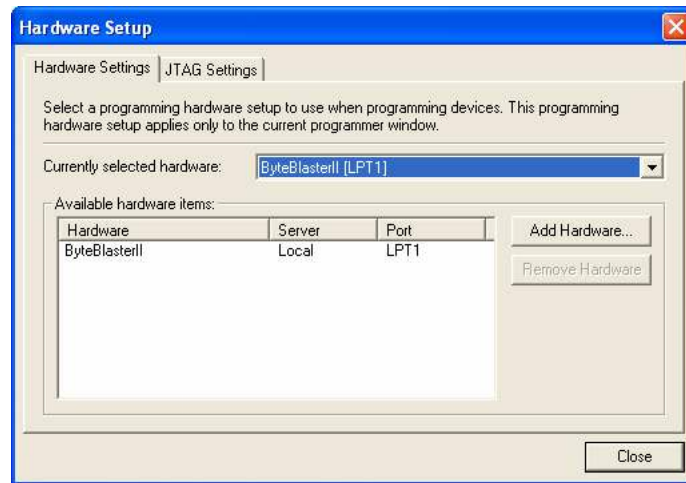 Hardware Setup
Hardware Settings JTAG Settings
Select a programming hardware setup to use when programming devices. This programming
hardware setup applies only to the current programmer window.
Currently selected hardware: ByteBlasterII [LPT1]
Available hardware items:
Hardware Server Port
ByteBlasterII Local LPT1
Add Hardware...
Remove Hardware
Close